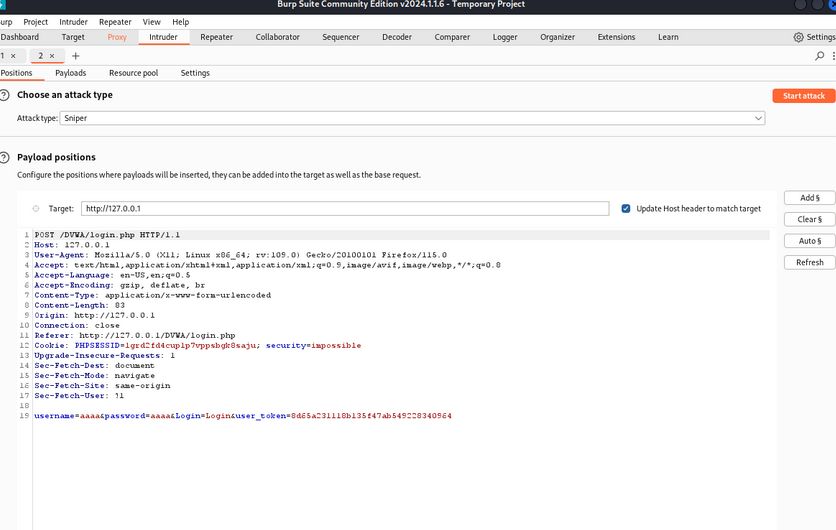 Burp Suite Community Edition v2024.1.1.6 - Temporary Project
urp Project Intruder Repeater View Help
Dashboard Target Proxy Intruder Repeater Collaborator Sequencer Decoder Comparer Logger Organizer Extensions Learn Settings
1 × 2 × +
Positions Payloads Resource pool Settings
? Choose an attack type
Start attack
Attack type: Sniper
? Payload positions
Configure the positions where payloads will be inserted, they can be added into the target as well as the base request.
Add §
Target: http://127.0.0.1 Update Host header to match target
Clear §
Auto §
Refresh
1 POST /DVWA/login.php HTTP/1.1
2 Host: 127.0.0.1
3 User-Agent: Mozilla/5.0 (X11; Linux x86_64; rv:109.0) Gecko/20100101 Firefox/115.0
4 Accept: text/html,application/xhtml+xml,application/xml;q=0.9,image/avif,image/webp,*/*;q=0.8
5 Accept-Language: en-US,en;q=0.5
6 Accept-Encoding: gzip, deflate, br
7 Content-Type: application/x-www-form-urlencoded
8 Content-Length: 83
9 Origin: http://127.0.0.1
10 Connection: close
11 Referer: http://127.0.0.1/DVWA/login.php
12 Cookie: PHPSESSID=lgrd2fd4cuplp7vppsbgk8saju; security=impossible
13 Upgrade-Insecure-Requests: 1
14 Sec-Fetch-Dest: document
15 Sec-Fetch-Mode: navigate
16 Sec-Fetch-Site: same-origin
17 Sec-Fetch-User: ?1
18
19 username=aaaa&password=aaaa&Login=Login&user_token=8d65a231118b135f47ab549228340964